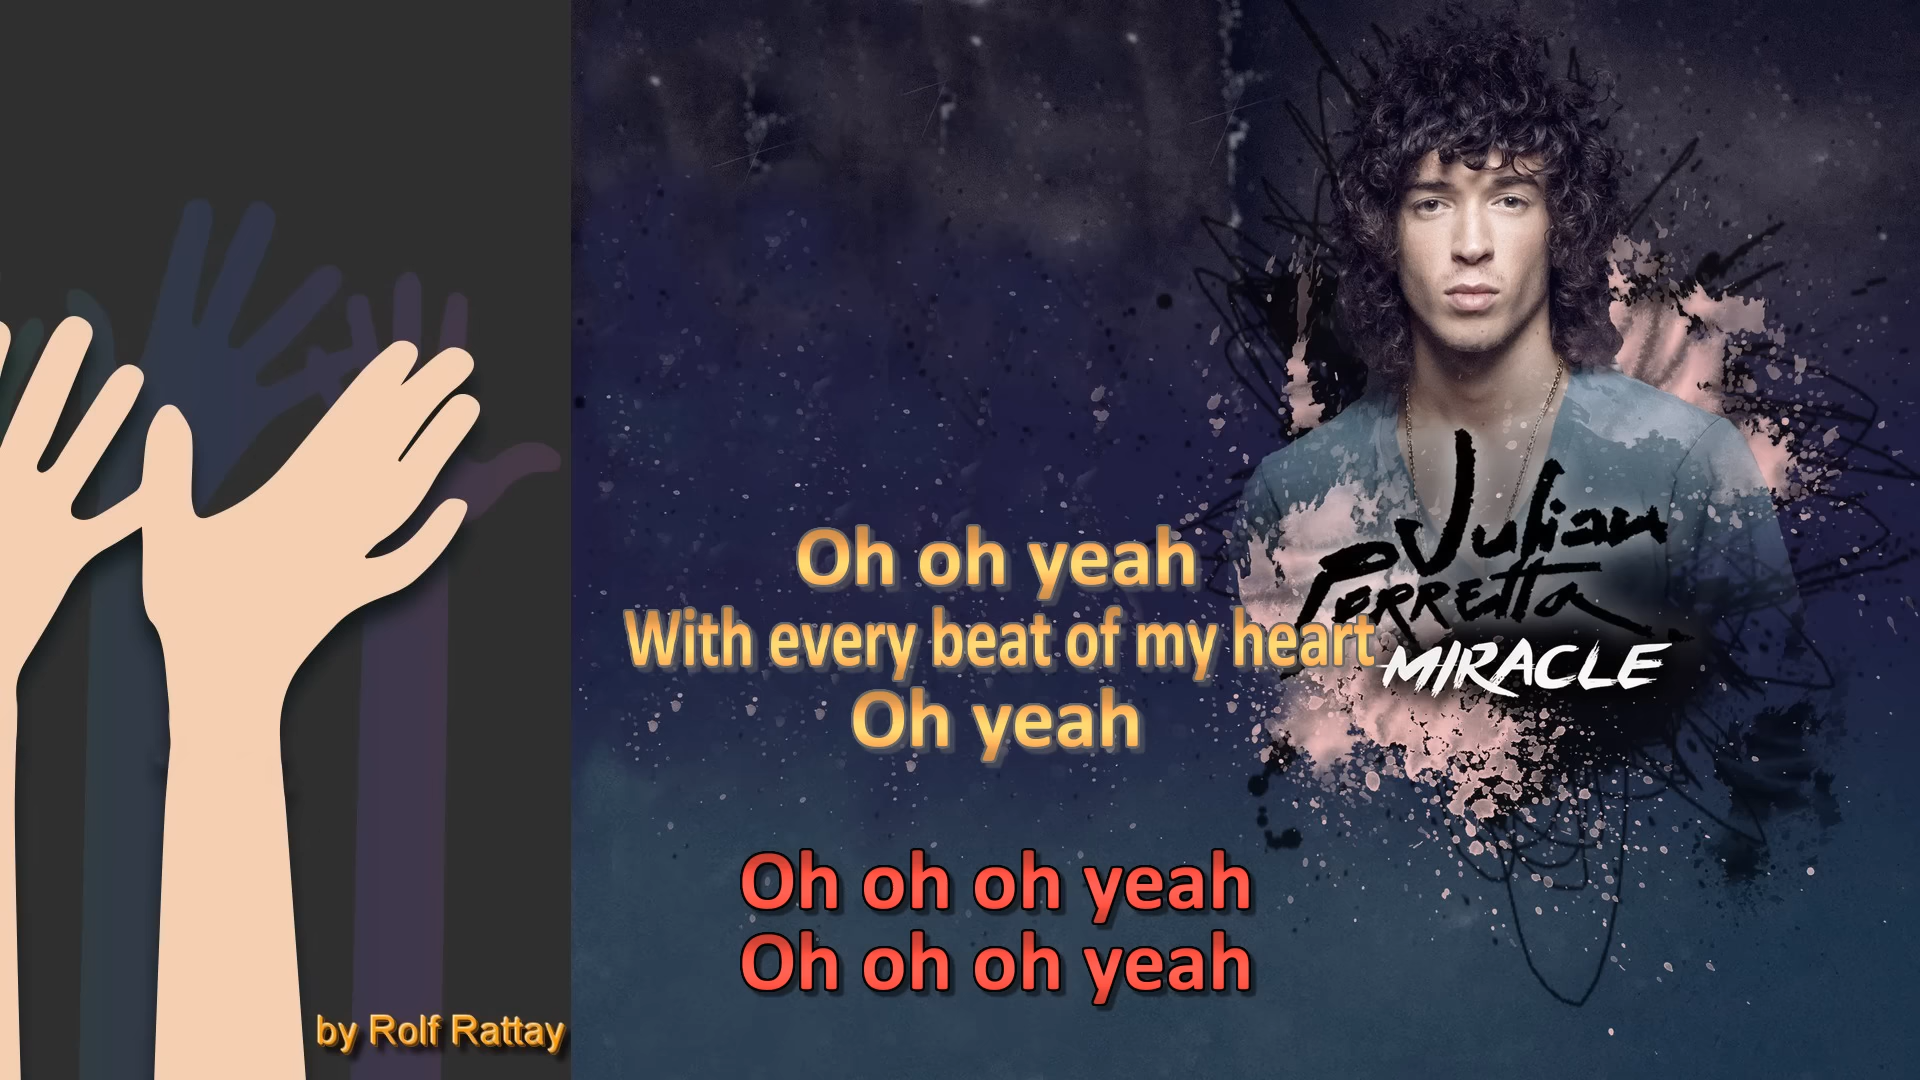 Julian
Perretta
MIRACLE
Oh oh yeah
With every beat of my heart
Oh yeah
Oh oh oh yeah
Oh oh oh yeah
by Rolf Rattay